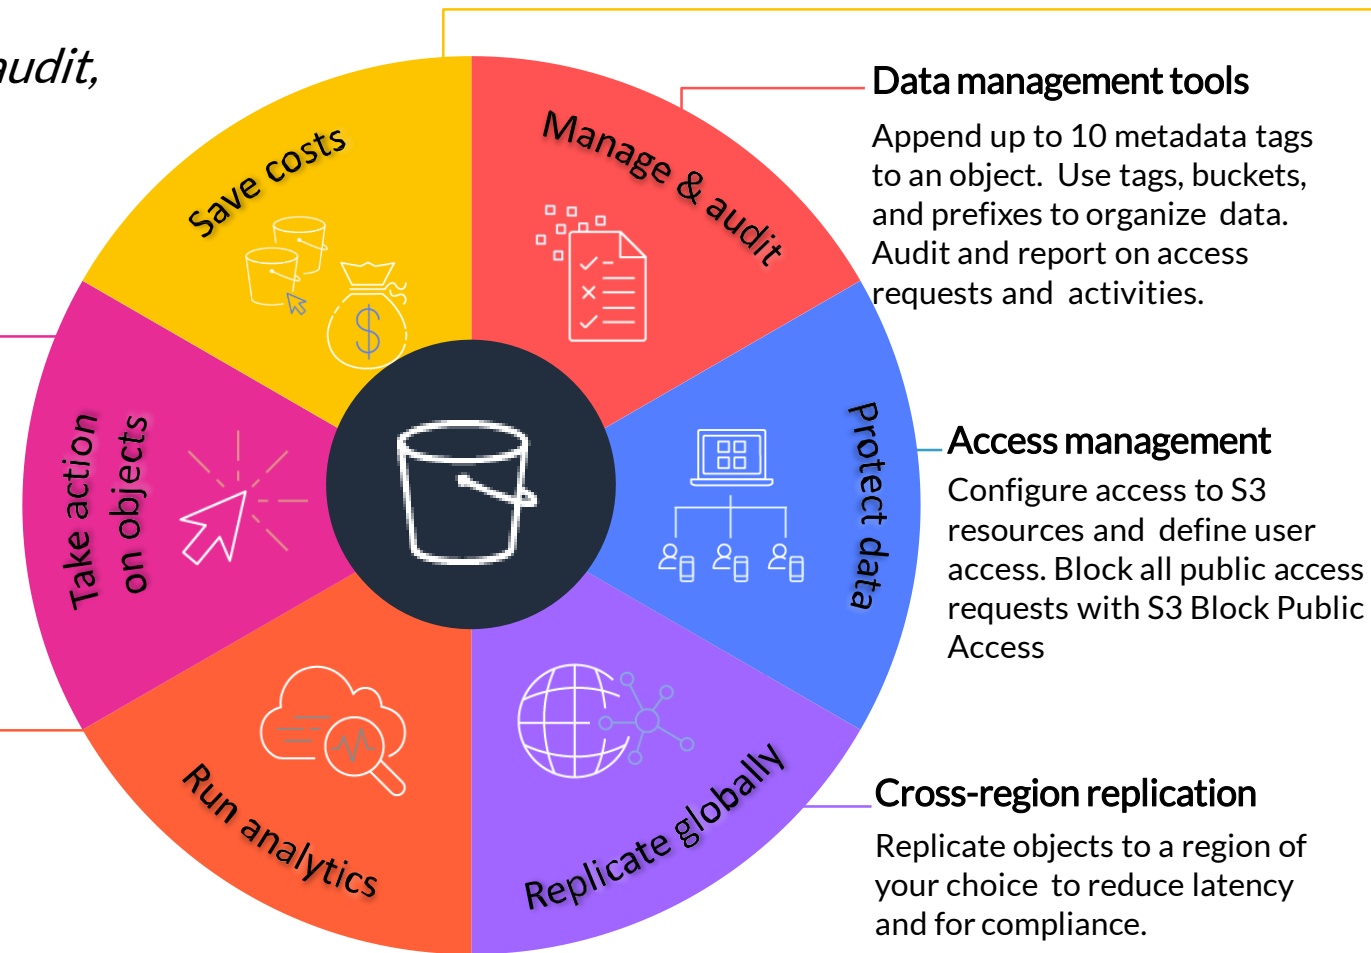 audit,
Save costs
Manage & audit
Protect data
Replicate globally
Run analytics
Take action
on objects
Data management tools
Append up to 10 metadata tags
to an object. Use tags, buckets,
and prefixes to organize data.
Audit and report on access
requests and activities.
Access management
Configure access to S3
resources and define user
access. Block all public access
requests with S3 Block Public
Access
Cross-region replication
Replicate objects to a region of
your choice to reduce latency
and for compliance.